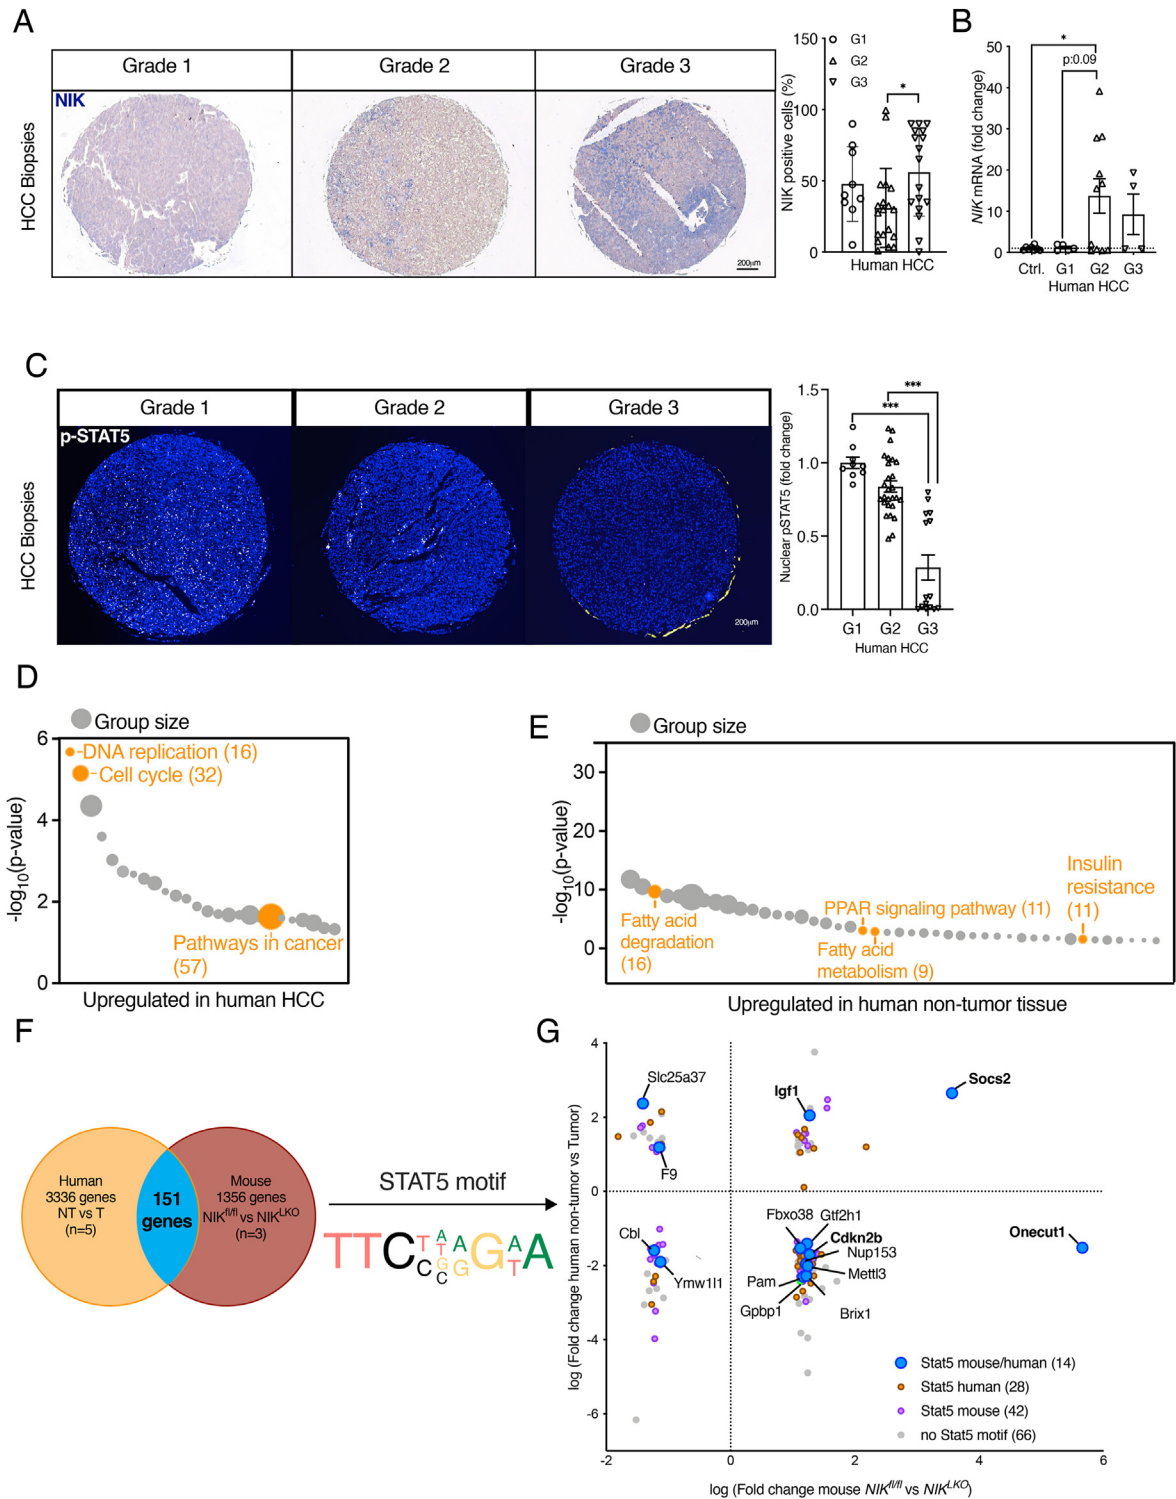 A
Grade 1
Grade 2
Grade 3
NIK
HCC Biopsies
200μm
NIK positive cells (%)
150
100
50
0
G1
G2
G3
*
Human HCC
B
NIK mRNA (fold change)
50
40
30
20
10
0
*
p:0.09
Ctrl.
G1
G2
G3
Human HCC
C
Grade 1
Grade 2
Grade 3
p-STAT5
HCC Biopsies
200μm
Nuclear pSTAT5 (fold change)
1.5
1.0
0.5
0.0
***
***
G1
G2
G3
Human HCC
D
Group size
-log10(p-value)
6
4
2
0
DNA replication (16)
Cell cycle (32)
Pathways in cancer
(57)
Upregulated in human HCC
E
Group size
-log10(p-value)
30
20
10
0
Fatty acid
degradation
(16)
PPAR signaling pathway (11)
Fatty acid
metabolism (9)
Insulin
resistance
(11)
Upregulated in human non-tumor tissue
F
Human
3336 genes
NT vs T
(n=5)
151
genes
Mouse
1356 genes
NIKfl/fl vs NIKLKO
(n=3)
STAT5 motif
TTCTAAGAA
CTGGT
G
C
G
log (Fold change human non-tumor vs Tumor)
4
2
0
-2
-4
-6
Slc25a37
F9
Igf1
Socs2
Cbl
Ymw1l1
Fbxo38
Gtf2h1
Cdkn2b
Nup153
Mettl3
Pam
Gpbp1
Brix1
Onecut1
Stat5 mouse/human (14)
Stat5 human (28)
Stat5 mouse (42)
no Stat5 motif (66)
-2
0
2
4
6
log (Fold change mouse NIKfl/fl vs NIKLKO)